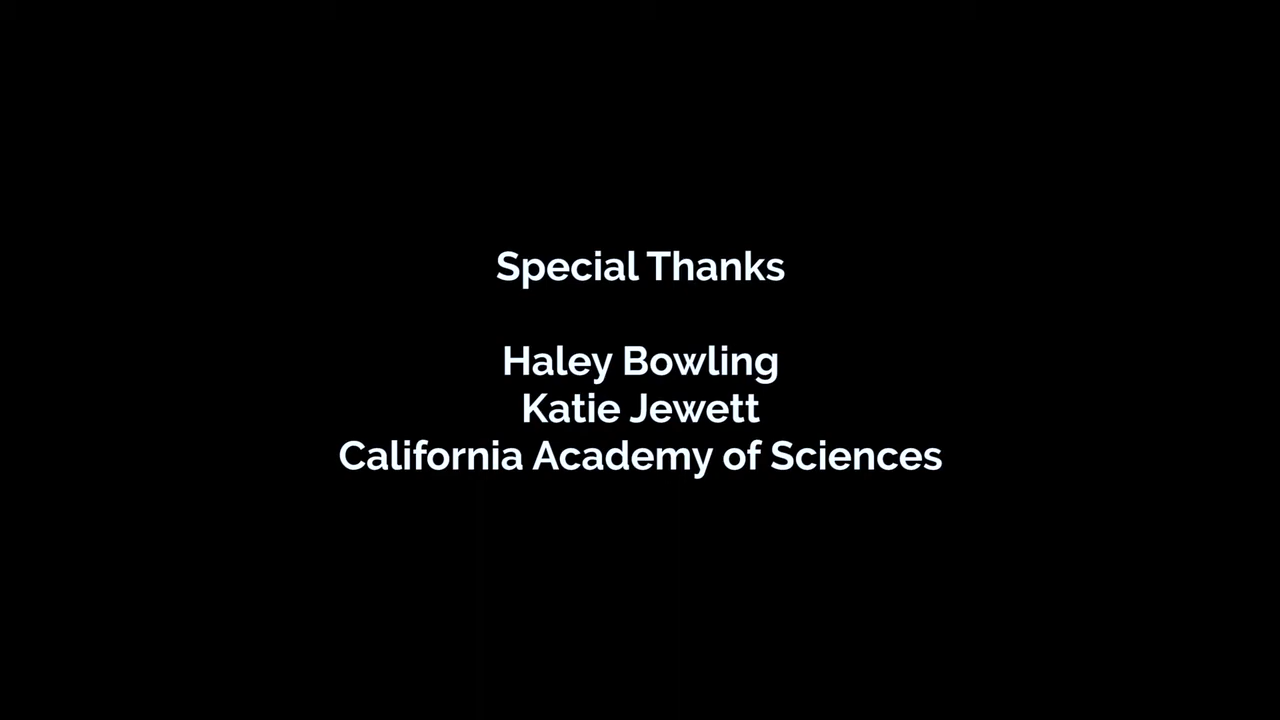 Special Thanks
Haley Bowling
Katie Jewett
California Academy of Sciences